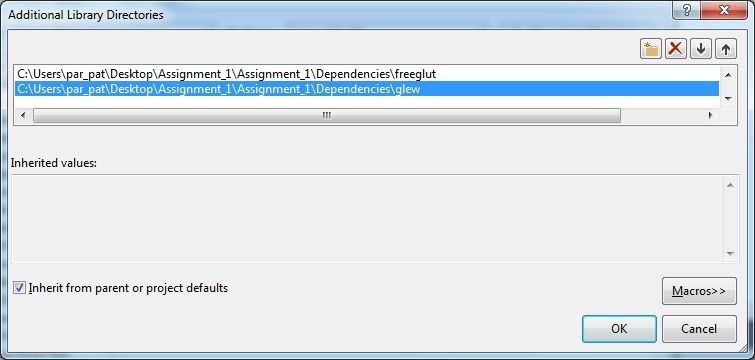 Additional Library Directories
C:\Users\par_pat\Desktop\Assignment_1\Assignment_1\Dependencies\freeglut
C:\Users\par_pat\Desktop\Assignment_1\Assignment_1\Dependencies\glew
Inherited values:
Inherit from parent or project defaults
Macros>>
OK
Cancel